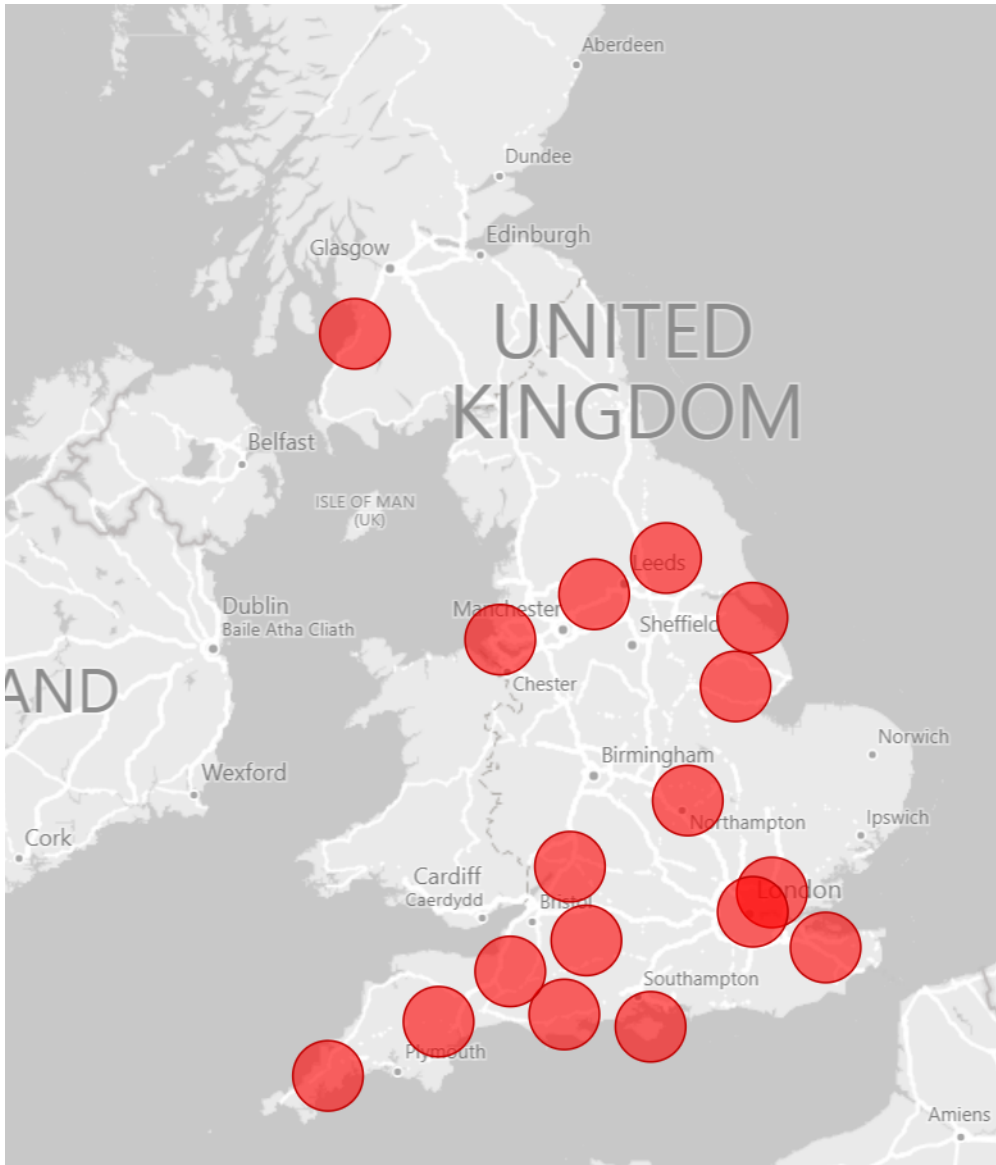 Aberdeen
Dundee
Edinburgh
Glasgow
UNITED
KINGDOM
Belfast
ISLE OF MAN
(UK)
Leeds
Dublin
Baile Atha Cliath
Manchester
Sheffield
Chester
AND
Norwich
Birmingham
Wexford
Northampton
Ipswich
Cork
Cardiff
Caerdydd
London
Bristol
Southampton
Plymouth
Amiens